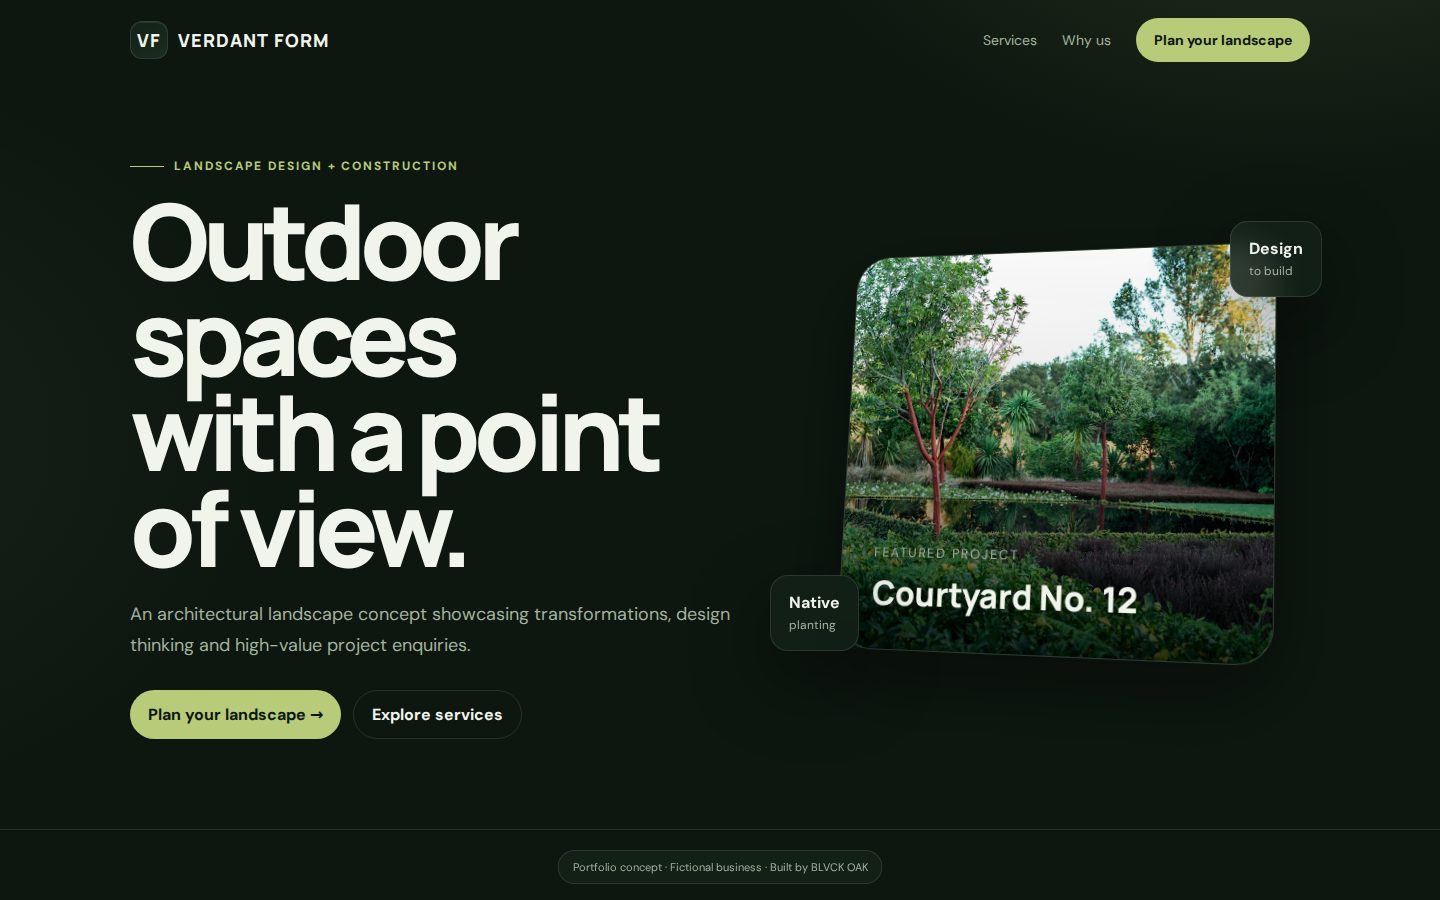 VF VERDANT FORM
Services Why us Plan your landscape
LANDSCAPE DESIGN + CONSTRUCTION
Outdoor
spaces
with a point
of view.
An architectural landscape concept showcasing transformations, design
thinking and high-value project enquiries.
Plan your landscape → Explore services
Design
to build
FEATURED PROJECT
Courtyard No. 12
Native
planting
Portfolio concept · Fictional business · Built by BLVCK OAK